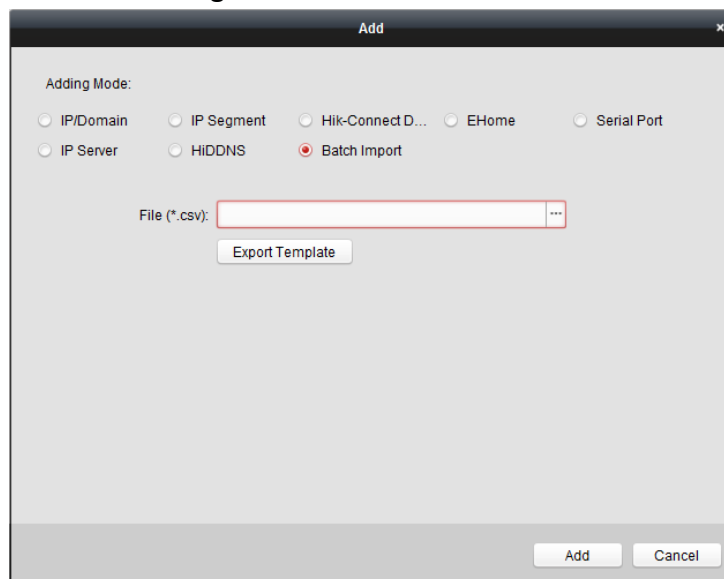 Add ×
Adding Mode:
IP/Domain IP Segment Hik-Connect D... EHome Serial Port
IP Server HiDDNS Batch Import
File (*.csv): ...
Export Template
Add Cancel